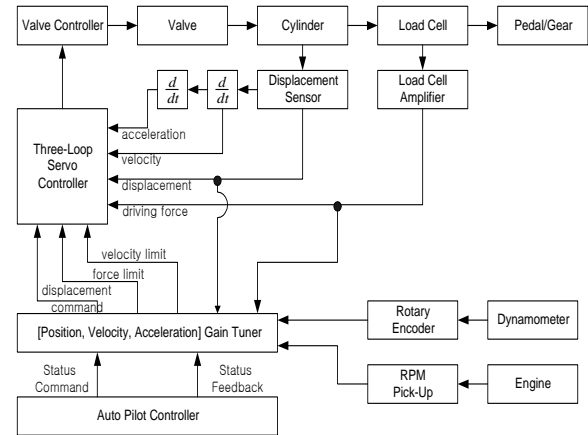 Valve Controller
Valve
Cylinder
Load Cell
Pedal/Gear
d
dt
d
dt
Displacement
Sensor
Load Cell
Amplifier
acceleration
Three-Loop
Servo
Controller
velocity
displacement
driving force
velocity limit
force limit
displacement
command
[Position, Velocity, Acceleration] Gain Tuner
Rotary
Encoder
Dynamometer
Status
Command
Status
Feedback
RPM
Pick-Up
Engine
Auto Pilot Controller